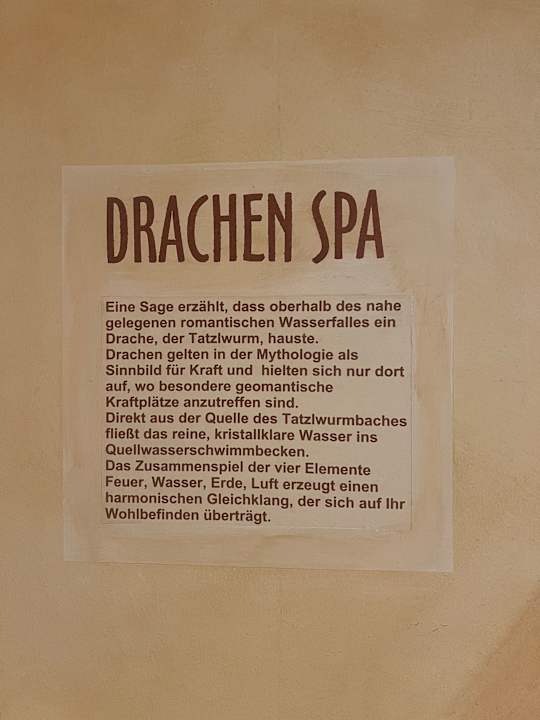 DRACHEN SPA
Eine Sage erzählt, dass oberhalb des nahe
gelegenen romantischen Wasserfalles ein
Drache, der Tatzlwurm, hauste.
Drachen gelten in der Mythologie als
Sinnbild für Kraft und  hielten sich nur dort
auf, wo besondere geomantische
Kraftplätze anzutreffen sind.
Direkt aus der Quelle des Tatzlwurmbaches
fließt das reine, kristallklare Wasser ins
Quellwasserschwimmbecken.
Das Zusammenspiel der vier Elemente
Feuer, Wasser, Erde, Luft erzeugt einen
harmonischen Gleichklang, der sich auf Ihr
Wohlbefinden überträgt.